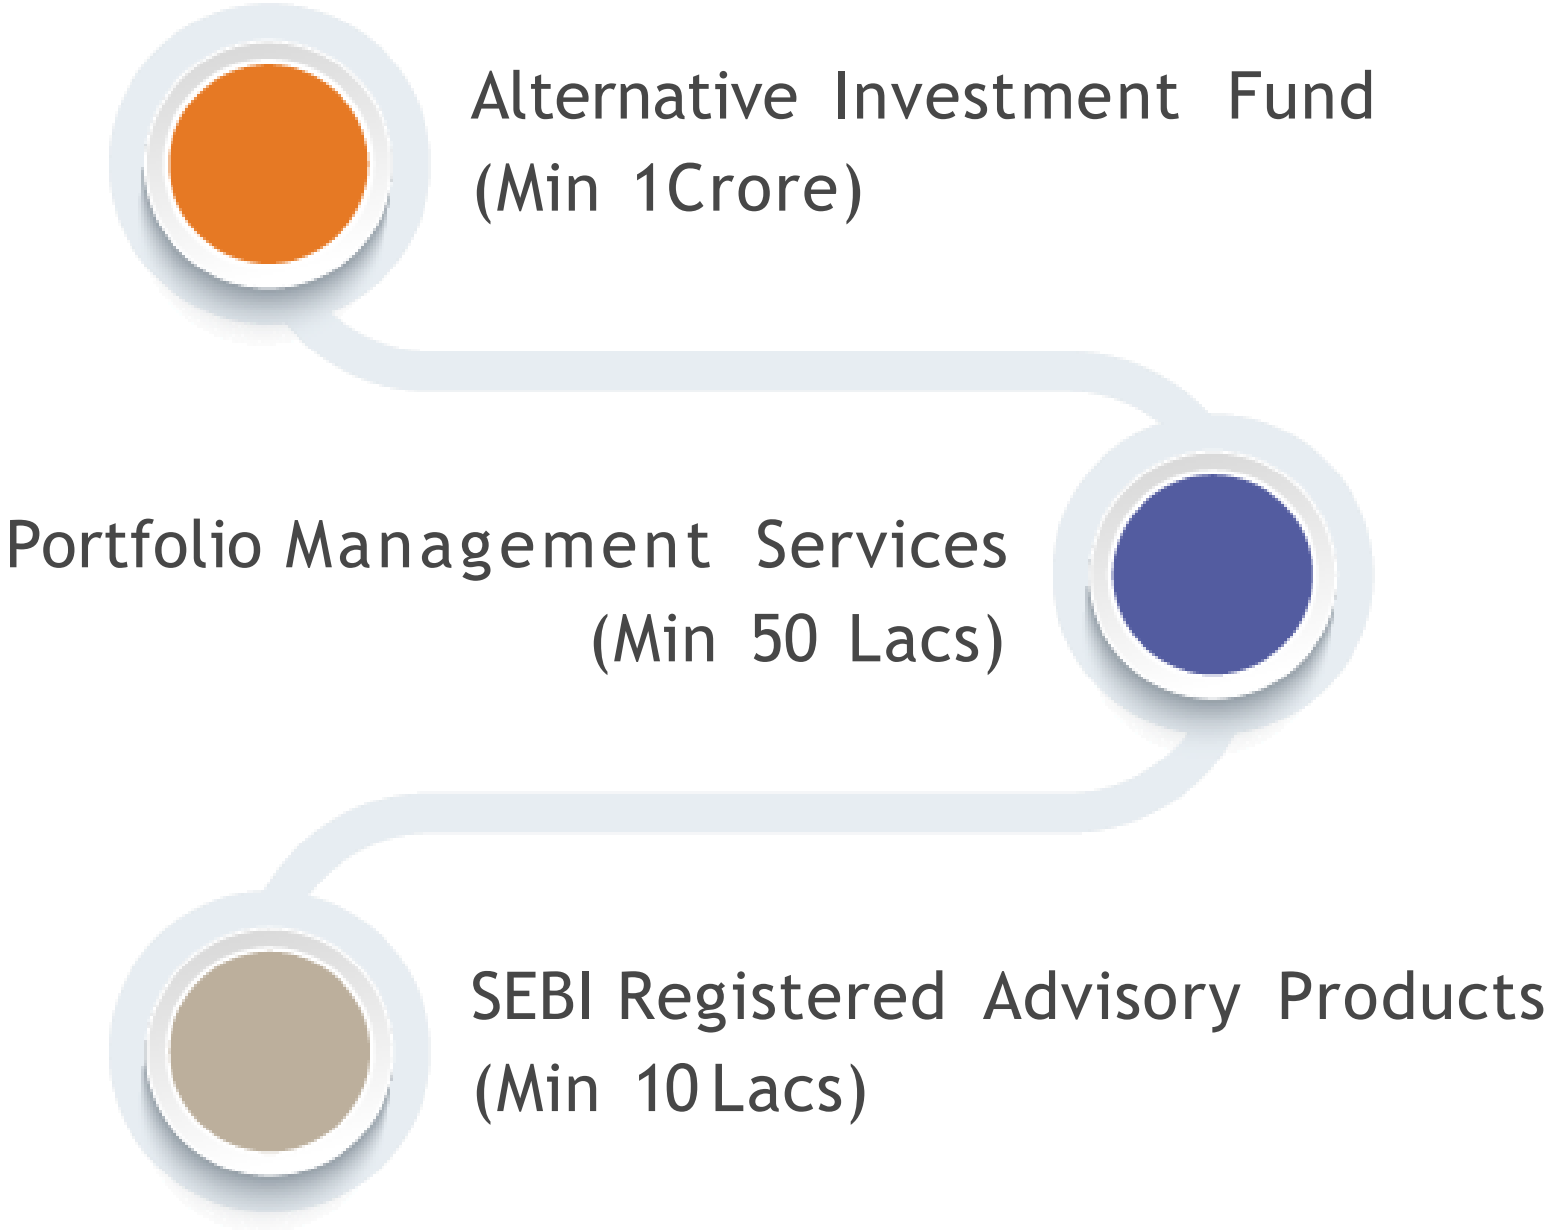 Alternative Investment Fund
(Min 1Crore)
Portfolio Management Services
(Min 50 Lacs)
SEBI Registered Advisory Products
(Min 10 Lacs)